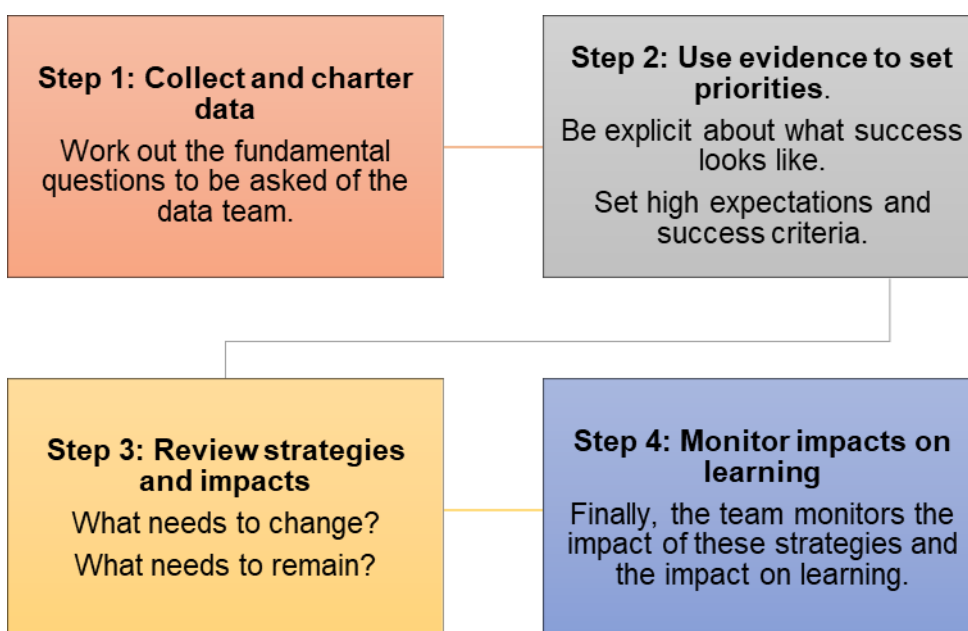 Step 1: Collect and charter
data
Work out the fundamental
questions to be asked of the
data team.
Step 2: Use evidence to set
priorities.
Be explicit about what success
looks like.
Set high expectations and
success criteria.
Step 3: Review strategies
and impacts
What needs to change?
What needs to remain?
Step 4: Monitor impacts on
learning
Finally, the team monitors the
impact of these strategies and
the impact on learning.